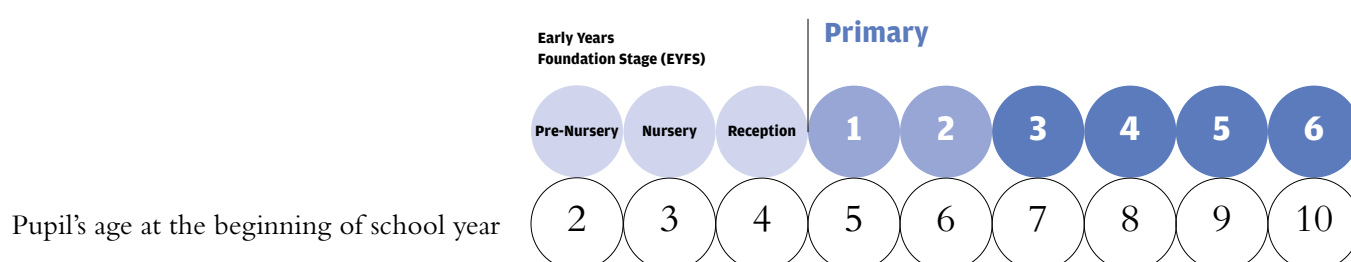 Early Years
Foundation Stage (EYFS)
Primary
Pre-Nursery Nursery Reception 1 2 3 4 5 6
Pupil’s age at the beginning of school year 2 3 4 5 6 7 8 9 10